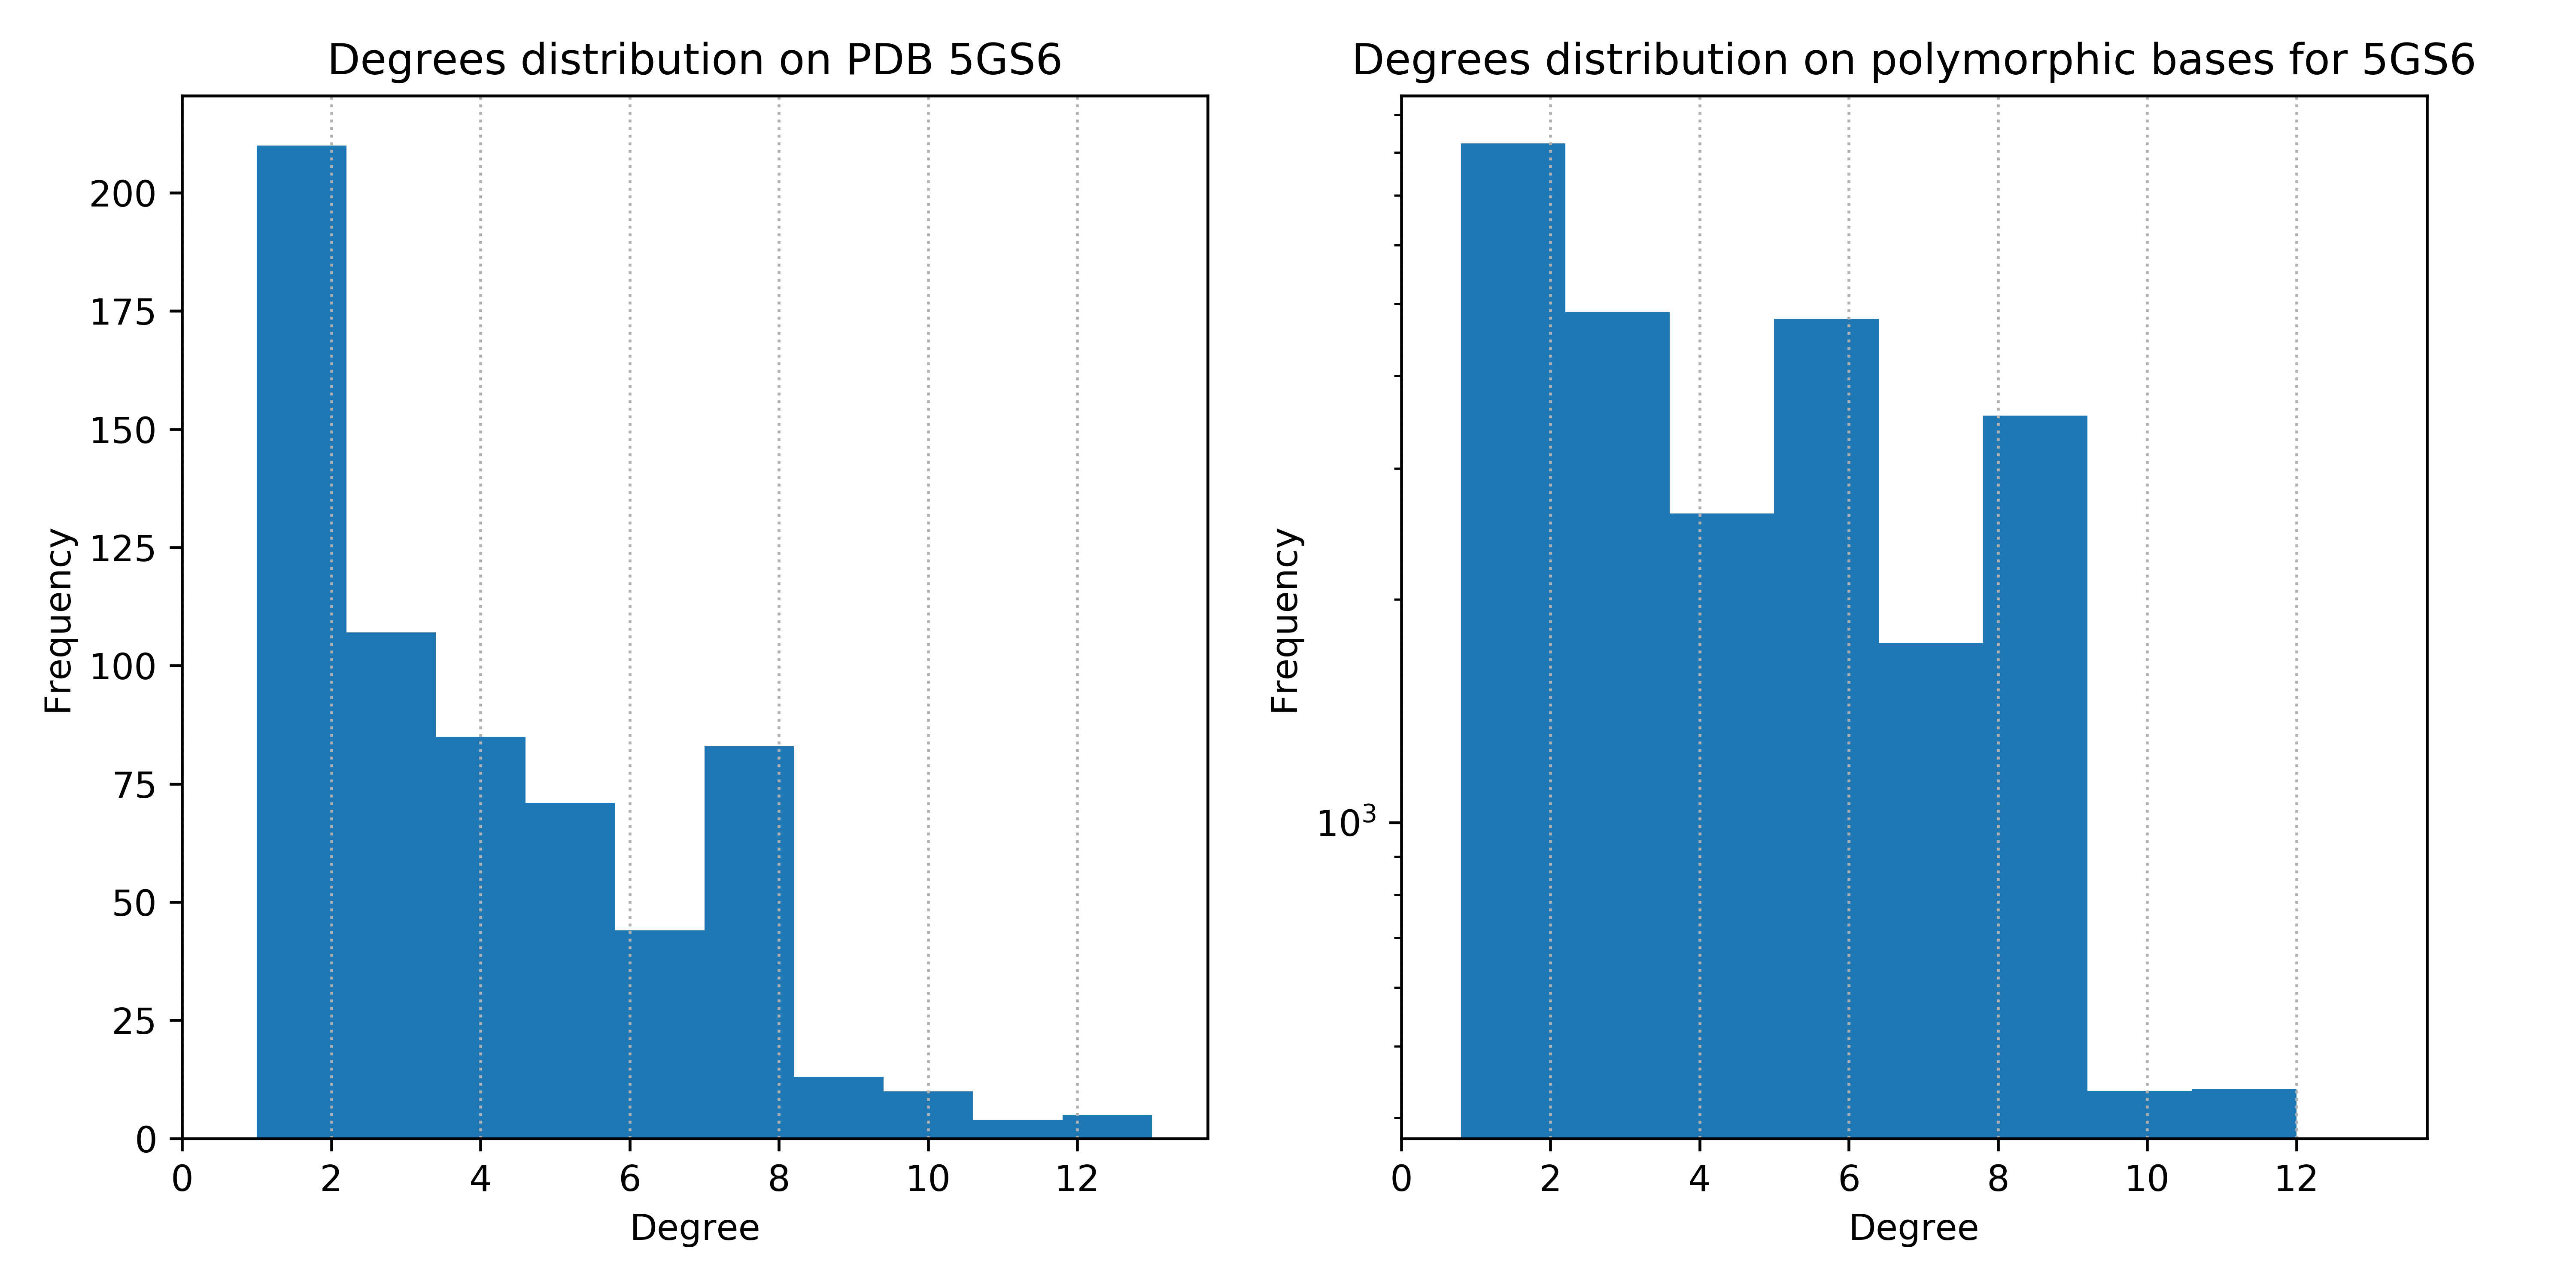 Degrees distribution on PDB 5GS6
Frequency
200
175
150
125
100
75
50
25
0
0 2 4 6 8 10 12
Degree
Degrees distribution on polymorphic bases for 5GS6
Frequency
10³
0 2 4 6 8 10 12
Degree